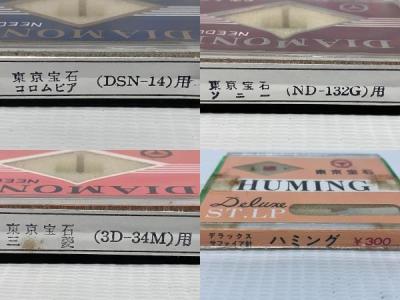 DIAMON
NEEDL
東京宝石
コロムビア
(DSN-14)用
DIAMON
NEED
東京宝石
ソニー
(ND-132G)用
DIAMON
NEE
東京宝石
三菱
(3D-34M)用
東京宝石
HUMING
Deluxe
ST.LP
デラックス
サファイア針
ハミング
¥300